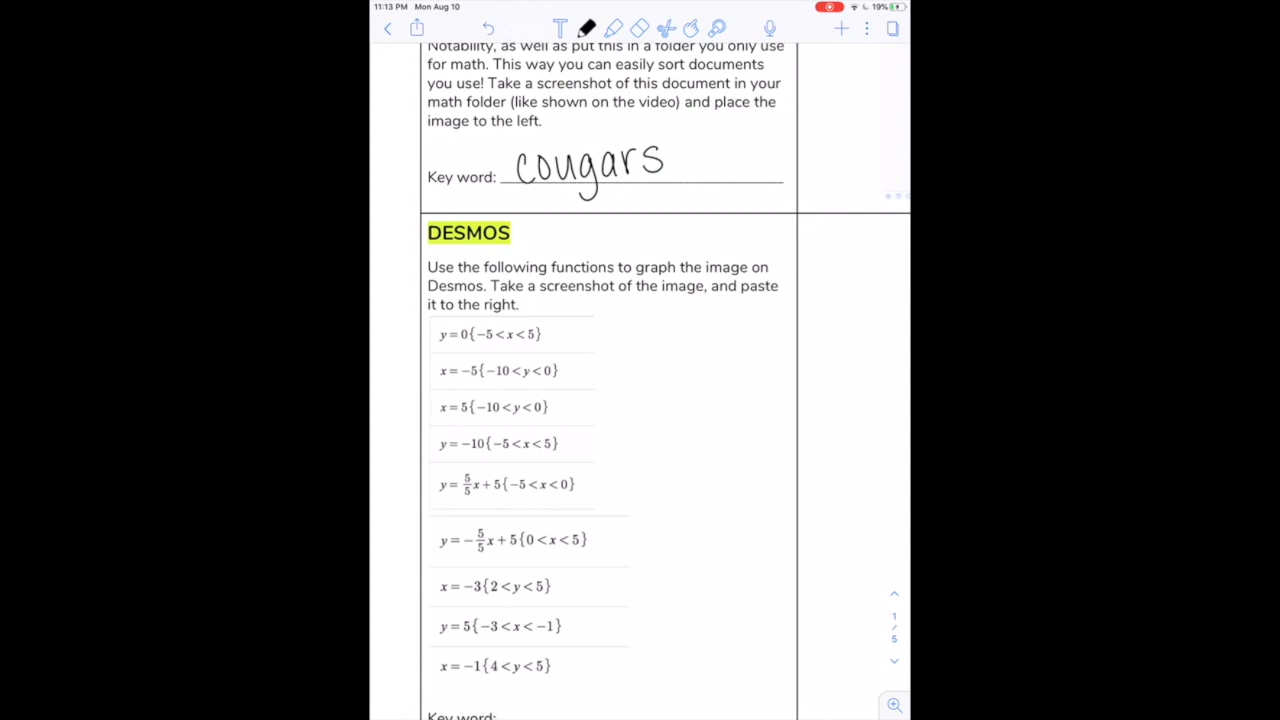 11:13 PM Mon Aug 10
19%
Notability, as well as put this in a folder you only use
for math. This way you can easily sort documents
you use! Take a screenshot of this document in your
math folder (like shown on the video) and place the
image to the left.
Key word: cougars
DESMOS
Use the following functions to graph the image on
Desmos. Take a screenshot of the image, and paste
it to the right.
y = 0{−5 < x < 5}
x = −5{−10 < y < 0}
x = 5{−10 < y < 0}
y = −10{−5 < x < 5}
y = 5/5 x + 5{−5 < x < 0}
y = −5/5 x + 5{0 < x < 5}
x = −3{2 < y < 5}
y = 5{−3 < x < −1}
x = −1{4 < y < 5}
Key word:
1
/
5